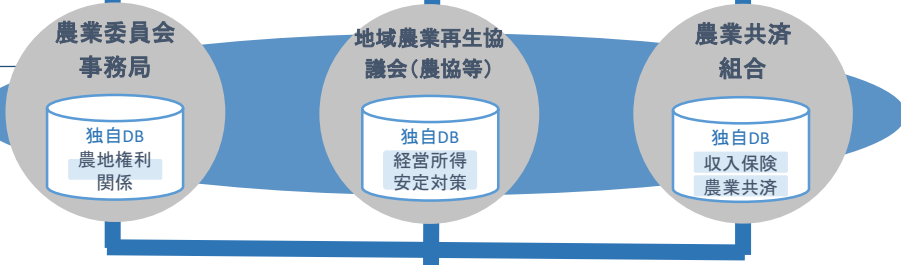 農業委員会
事務局
独自DB
農地権利
関係
地域農業再生協
議会(農協等)
独自DB
経営所得
安定対策
農業共済
組合
独自DB
収入保険
農業共済